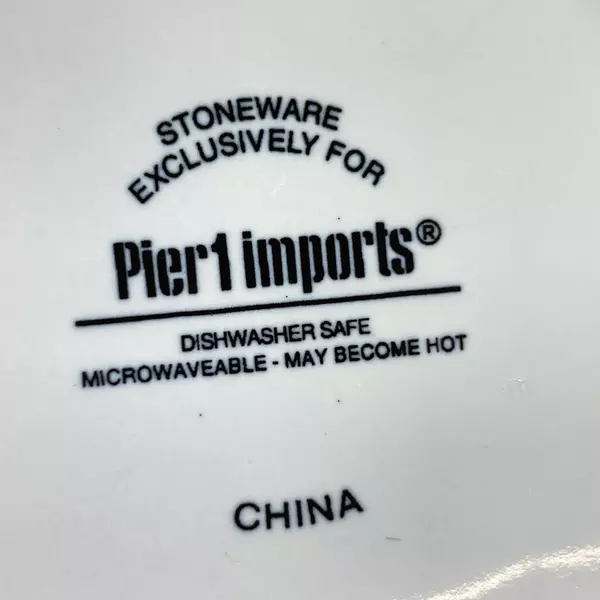 STONEWARE
EXCLUSIVELY FOR
Pier1 imports®
DISHWASHER SAFE
MICROWAVEABLE - MAY BECOME HOT
CHINA